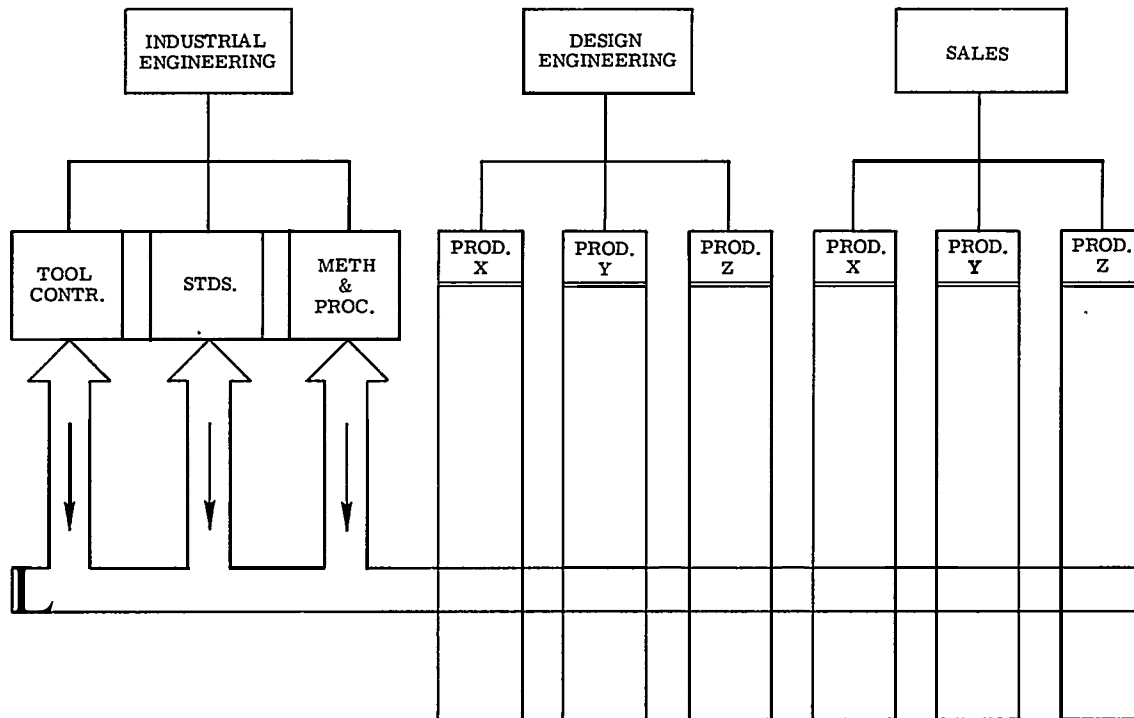 INDUSTRIAL
ENGINEERING
DESIGN
ENGINEERING
SALES
TOOL
CONTR.
STDS.
METH
&
PROC.
PROD.
X
PROD.
Y
PROD.
Z
PROD.
X
PROD.
Y
PROD.
Z
L